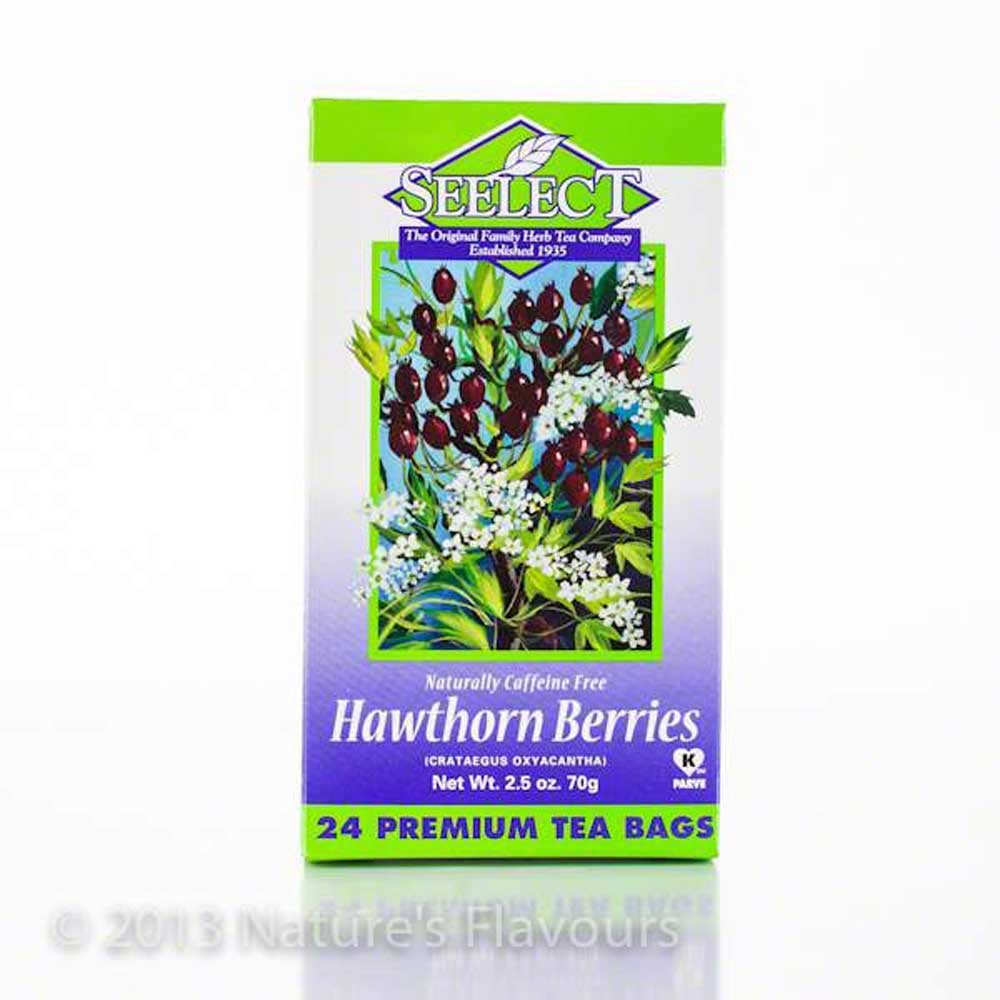 SEELECT
The Original Family Herb Tea Company
Established 1935
Naturally Caffeine Free
Hawthorn Berries
(CRATAEGUS OXYACANTHA)
Net Wt. 2.5 oz. 70g
K
PARVE
24 PREMIUM TEA BAGS
© 2013 Nature's Flavours